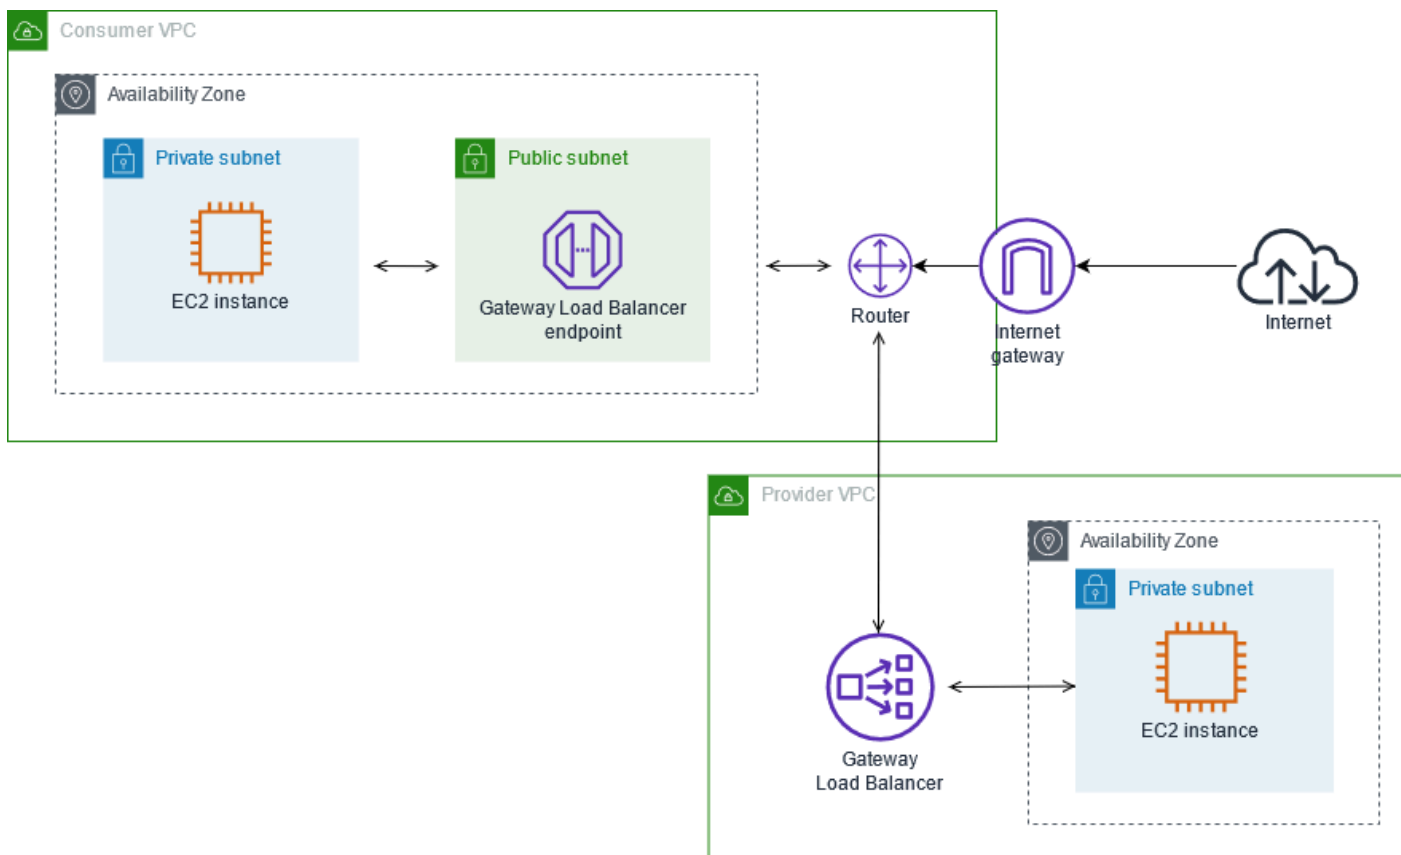 Consumer VPC
Availability Zone
Private subnet
EC2 instance
Public subnet
Gateway Load Balancer
endpoint
Router
Internet
gateway
Internet
Provider VPC
Availability Zone
Private subnet
EC2 instance
Gateway
Load Balancer